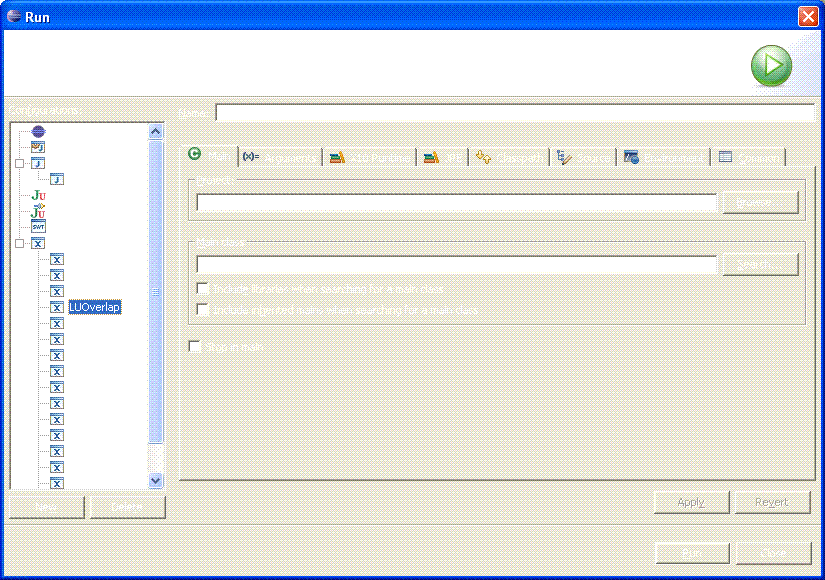 Run
Configurations:
Name:
Main
(x)= Arguments
JRE
Classpath
Source
Environment
Common
Project:
Browse...
Main class:
LUOverlap
Search...
Include libraries when searching for a main class
Include inherited mains when searching for a main class
Stop in main
New
Delete
Apply
Revert
Run
Close